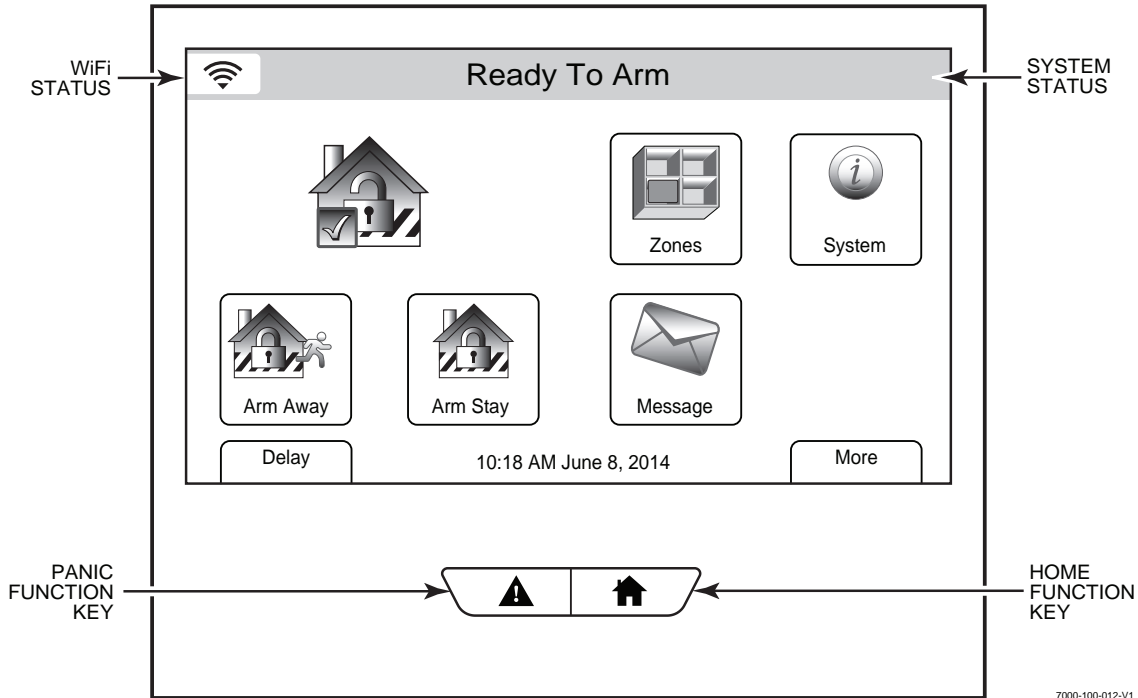 WiFi
STATUS
Ready To Arm
SYSTEM
STATUS
i
Zones
System
Arm Away
Arm Stay
Message
Delay
10:18 AM June 8, 2014
More
PANIC
FUNCTION
KEY
HOME
FUNCTION
KEY
7000-100-012-V1